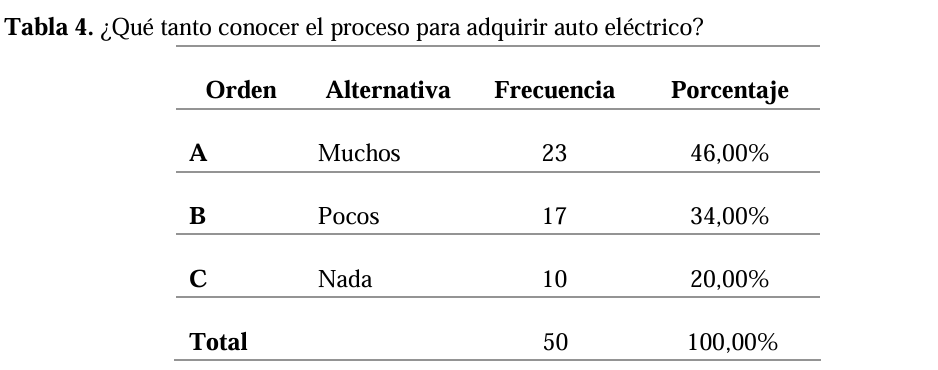 Tabla 4. ¿Qué tanto conocer el proceso para adquirir auto eléctrico?
Orden Alternativa Frecuencia Porcentaje
A Muchos 23 46,00%
B Pocos 17 34,00%
C Nada 10 20,00%
Total 50 100,00%